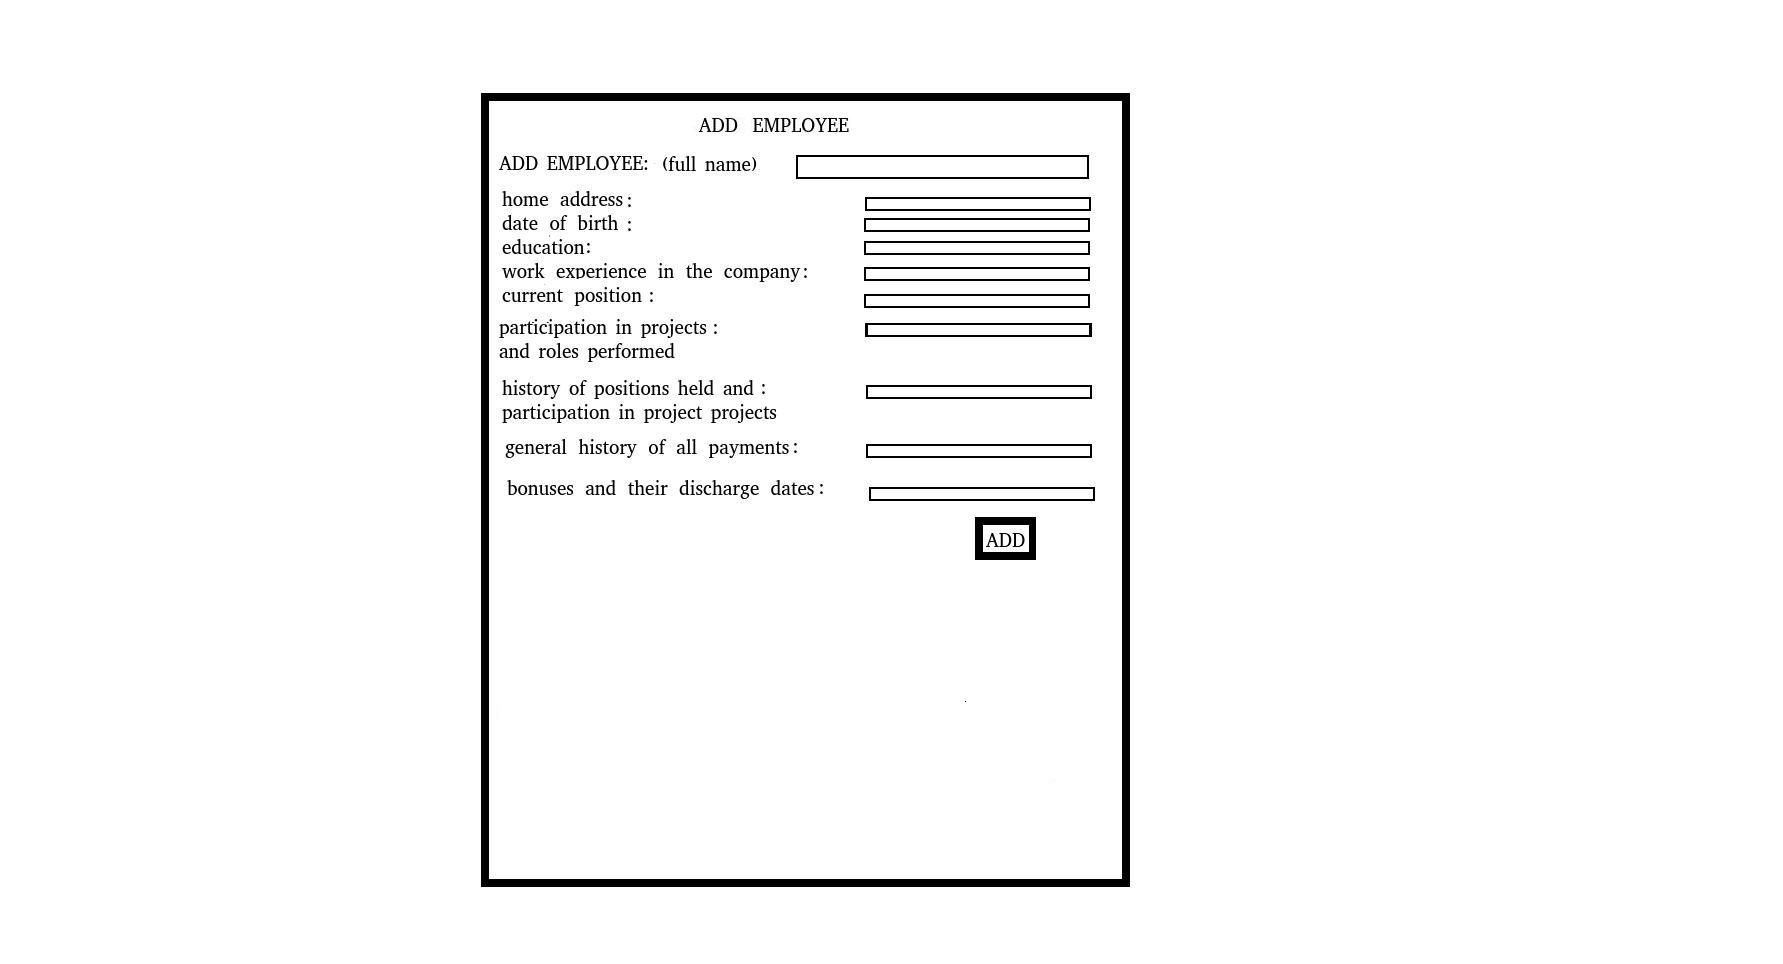 ADD EMPLOYEE
ADD EMPLOYEE: (full name)
home address :
date of birth :
education:
work experience in the company:
current position :
participation in projects :
and roles performed
history of positions held and :
participation in project projects
general history of all payments:
bonuses and their discharge dates :
ADD